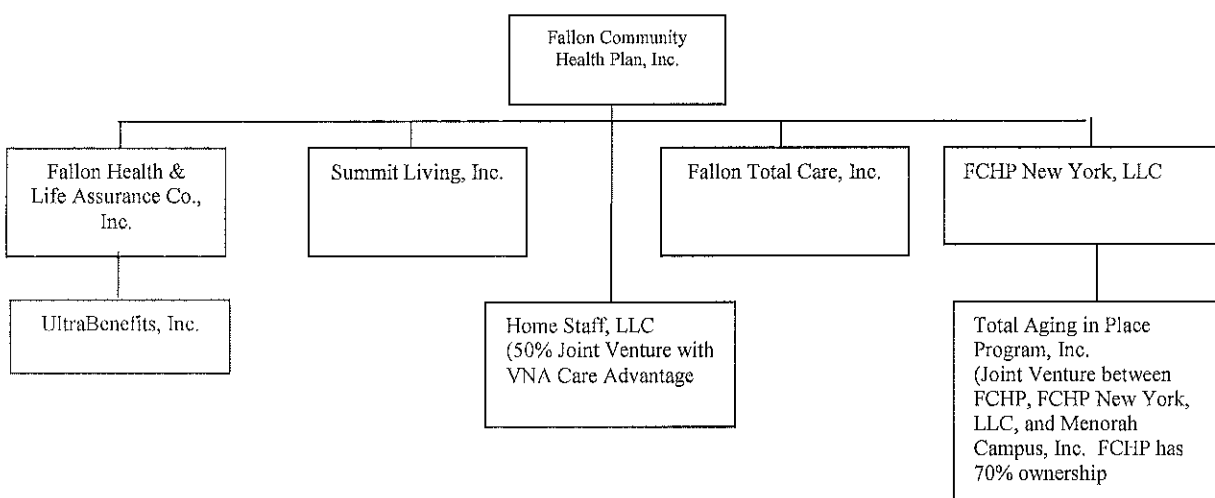 Fallon Community
Health Plan, Inc.
Fallon Health &
Life Assurance Co.,
Inc.
Summit Living, Inc.
Fallon Total Care, Inc.
FCHP New York, LLC
UltraBenefits, Inc.
Home Staff, LLC
(50% Joint Venture with
VNA Care Advantage
Total Aging in Place
Program, Inc.
(Joint Venture between
FCHP, FCHP New York,
LLC, and Menorah
Campus, Inc. FCHP has
70% ownership